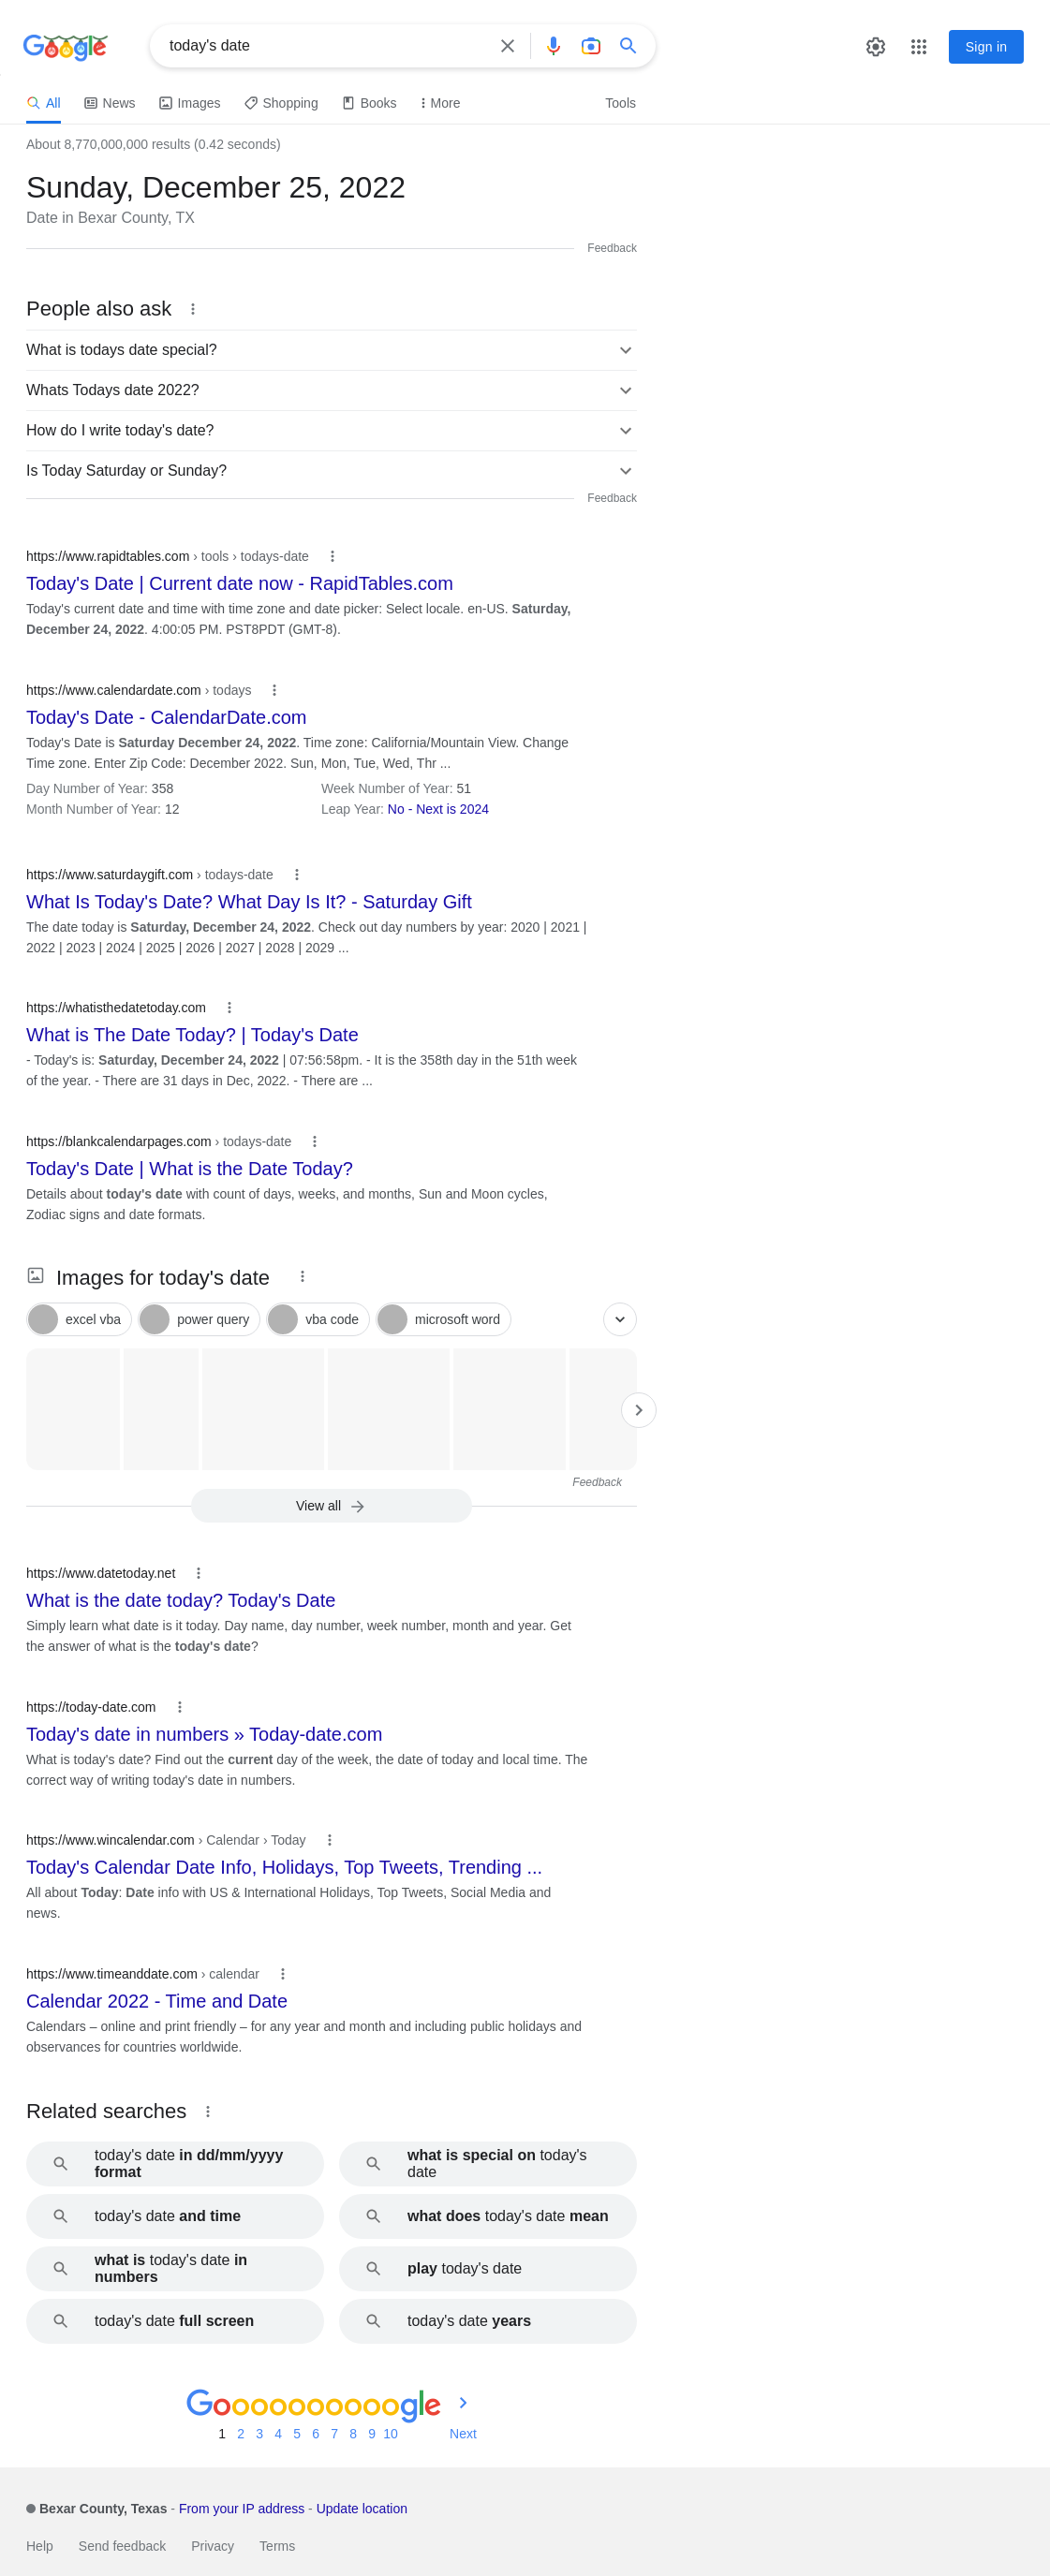 Google
today's date
Sign in
All
News
Images
Shopping
Books
More
Tools
About 8,770,000,000 results (0.42 seconds)
Sunday, December 25, 2022
Date in Bexar County, TX
Feedback
People also ask
What is todays date special?
Whats Todays date 2022?
How do I write today's date?
Is Today Saturday or Sunday?
Feedback
https://www.rapidtables.com › tools › todays-date
Today's Date | Current date now - RapidTables.com
Today's current date and time with time zone and date picker: Select locale. en-US. Saturday,
December 24, 2022. 4:00:05 PM. PST8PDT (GMT-8).
https://www.calendardate.com › todays
Today's Date - CalendarDate.com
Today's Date is Saturday December 24, 2022. Time zone: California/Mountain View. Change
Time zone. Enter Zip Code: December 2022. Sun, Mon, Tue, Wed, Thr ...
Day Number of Year: 358
Week Number of Year: 51
Month Number of Year: 12
Leap Year: No - Next is 2024
https://www.saturdaygift.com › todays-date
What Is Today's Date? What Day Is It? - Saturday Gift
The date today is Saturday, December 24, 2022. Check out day numbers by year: 2020 | 2021 |
2022 | 2023 | 2024 | 2025 | 2026 | 2027 | 2028 | 2029 ...
https://whatisthedatetoday.com
What is The Date Today? | Today's Date
- Today's is: Saturday, December 24, 2022 | 07:56:58pm. - It is the 358th day in the 51th week
of the year. - There are 31 days in Dec, 2022. - There are ...
https://blankcalendarpages.com › todays-date
Today's Date | What is the Date Today?
Details about today's date with count of days, weeks, and months, Sun and Moon cycles,
Zodiac signs and date formats.
Images for today's date
excel vba
power query
vba code
microsoft word
Feedback
View all
https://www.datetoday.net
What is the date today? Today's Date
Simply learn what date is it today. Day name, day number, week number, month and year. Get
the answer of what is the today's date?
https://today-date.com
Today's date in numbers » Today-date.com
What is today's date? Find out the current day of the week, the date of today and local time. The
correct way of writing today's date in numbers.
https://www.wincalendar.com › Calendar › Today
Today's Calendar Date Info, Holidays, Top Tweets, Trending ...
All about Today: Date info with US & International Holidays, Top Tweets, Social Media and
news.
https://www.timeanddate.com › calendar
Calendar 2022 - Time and Date
Calendars – online and print friendly – for any year and month and including public holidays and
observances for countries worldwide.
Related searches
today's date in dd/mm/yyyy
format
what is special on today's
date
today's date and time
what does today's date mean
what is today's date in
numbers
play today's date
today's date full screen
today's date years
Goooooooooogle
1 2 3 4 5 6 7 8 9 10 Next
Bexar County, Texas - From your IP address - Update location
Help
Send feedback
Privacy
Terms